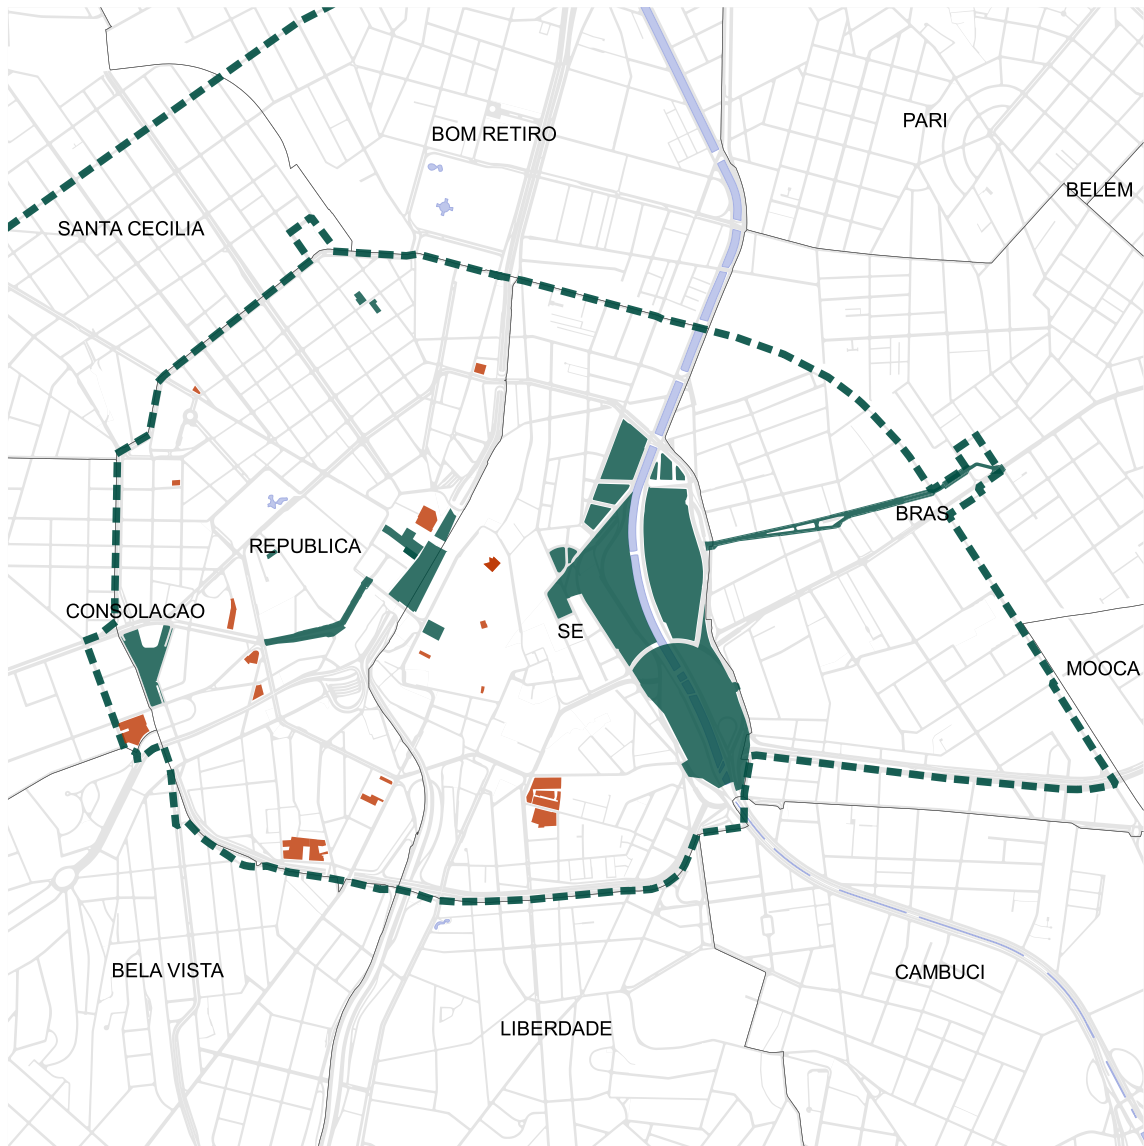 PARI
BOM RETIRO
BELEM
SANTA CECILIA
BRAS
REPUBLICA
CONSOLACAO
SE
MOOCA
BELA VISTA
CAMBUCI
LIBERDADE